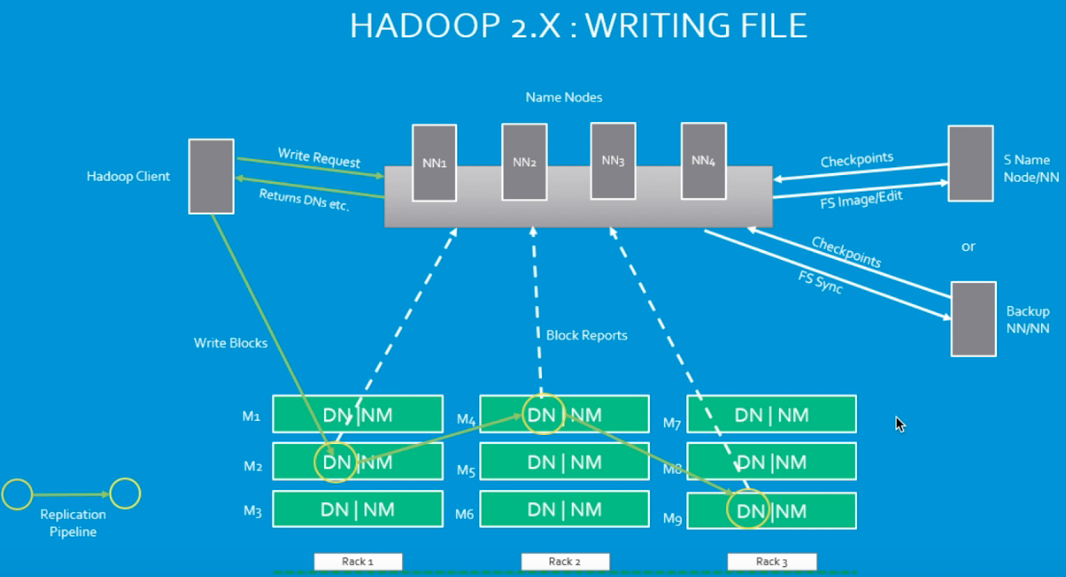 HADOOP 2.X : WRITING FILE
Name Nodes
NN1
NN2
NN3
NN4
Hadoop Client
Write Request
Returns DNs etc.
Checkpoints
FS Image/Edit
S Name
Node/NN
or
Checkpoints
FS Sync
Backup
NN/NN
Write Blocks
Block Reports
M1
DN | NM
M4
DN | NM
M7
DN | NM
M2
DN | NM
M5
DN | NM
M8
DN | NM
M3
DN | NM
M6
DN | NM
M9
DN | NM
Replication
Pipeline
Rack 1
Rack 2
Rack 3